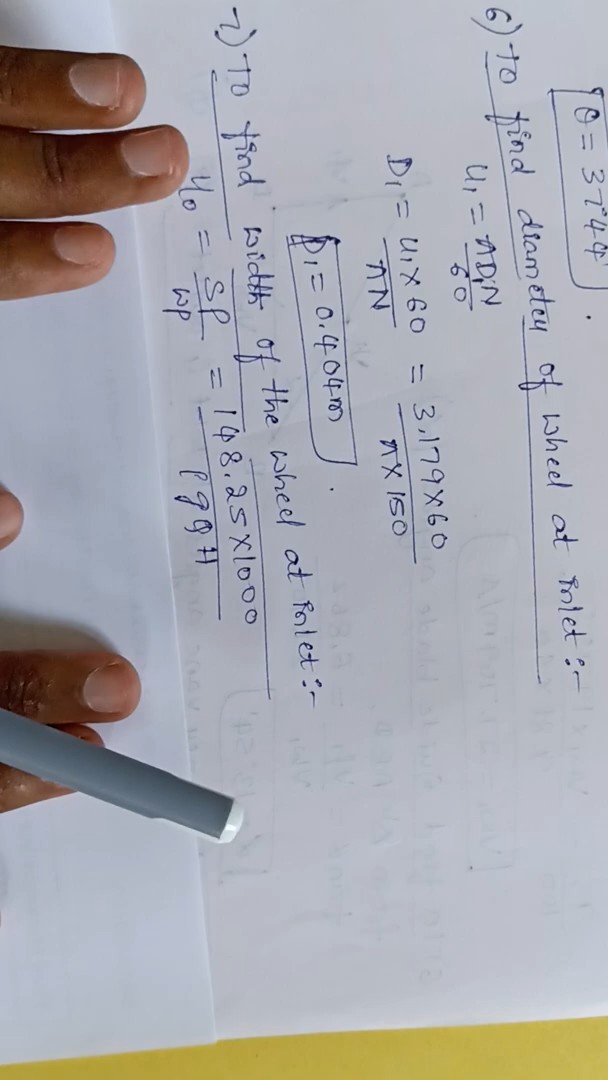 θ = 37.44
6) To find diameter of wheel at inlet :-
u₁ = πD₁N / 60
D₁ = u₁ × 60 / πN = 3.179 × 60 / π × 150
D₁ = 0.404m
7) To find width of the wheel at inlet :-
η₀ = SP / WP = 148.25 × 1000 / ρ g Q H